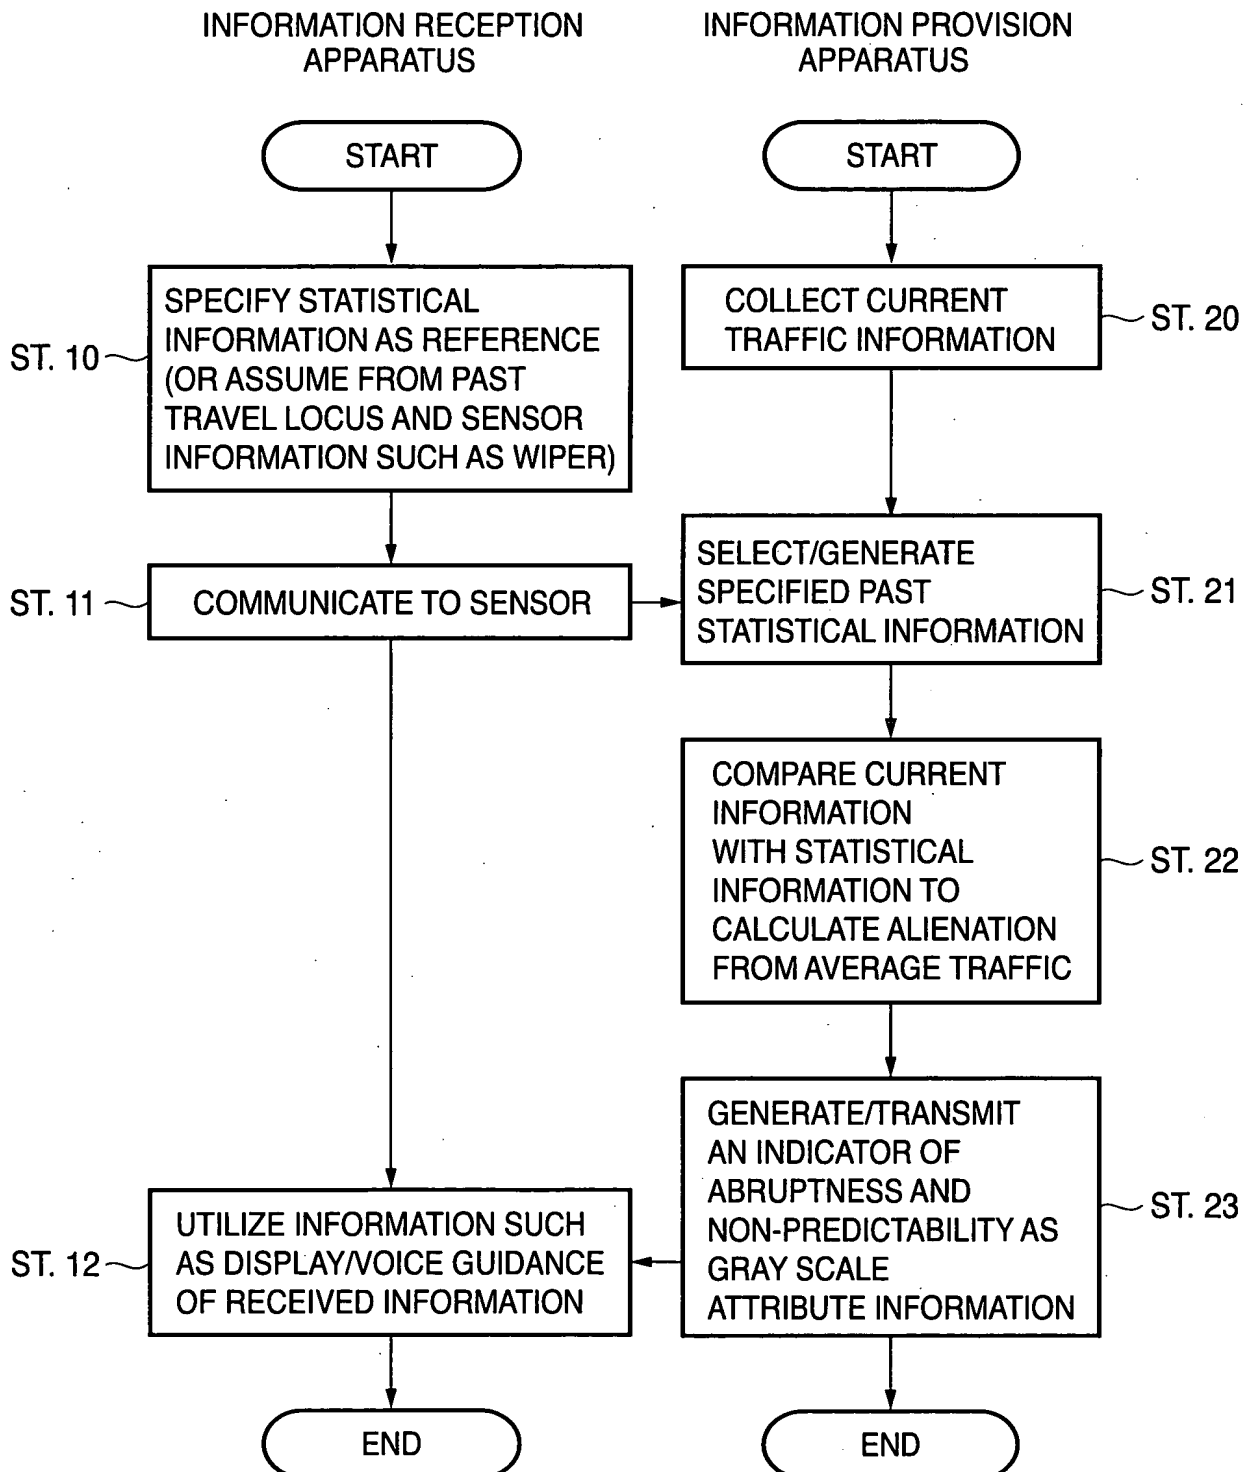 INFORMATION RECEPTION
APPARATUS
INFORMATION PROVISION
APPARATUS
START
START
SPECIFY STATISTICAL
INFORMATION AS REFERENCE
(OR ASSUME FROM PAST
TRAVEL LOCUS AND SENSOR
INFORMATION SUCH AS WIPER)
ST. 10
COLLECT CURRENT
TRAFFIC INFORMATION
ST. 20
ST. 11
COMMUNICATE TO SENSOR
SELECT/GENERATE
SPECIFIED PAST
STATISTICAL INFORMATION
ST. 21
COMPARE CURRENT
INFORMATION
WITH STATISTICAL
INFORMATION TO
CALCULATE ALIENATION
FROM AVERAGE TRAFFIC
ST. 22
GENERATE/TRANSMIT
AN INDICATOR OF
ABRUPTNESS AND
NON-PREDICTABILITY AS
GRAY SCALE
ATTRIBUTE INFORMATION
ST. 23
ST. 12
UTILIZE INFORMATION SUCH
AS DISPLAY/VOICE GUIDANCE
OF RECEIVED INFORMATION
END
END